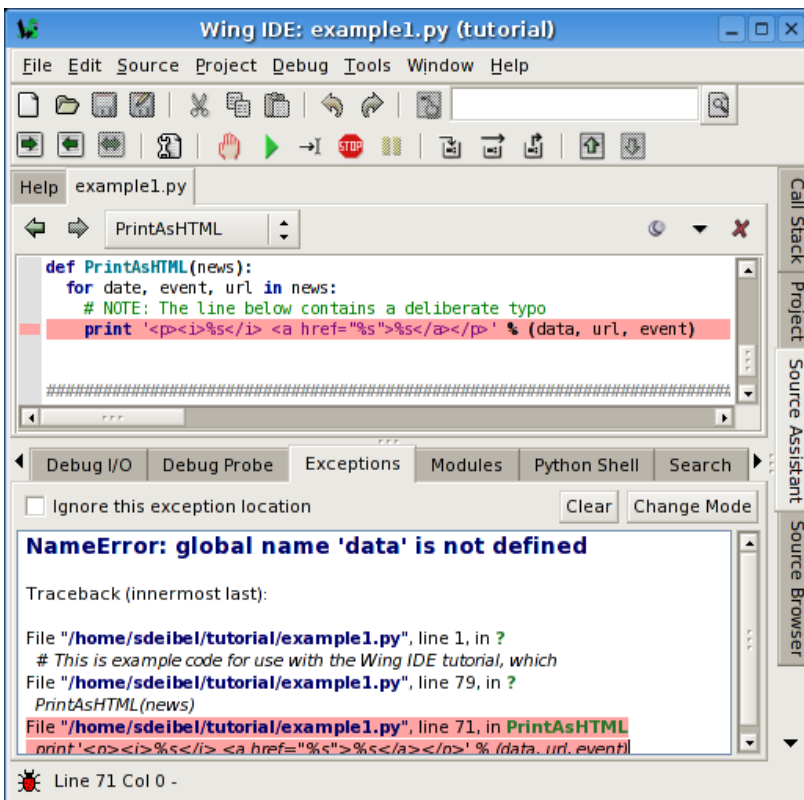 Wing IDE: example1.py (tutorial)
File Edit Source Project Debug Tools Window Help
STOP
Help example1.py
PrintAsHTML
def PrintAsHTML(news):
for date, event, url in news:
# NOTE: The line below contains a deliberate typo
print '<p><i>%s</i> <a href="%s">%s</a></p>' % (data, url, event)
#########################################################################
Call Stack
Project
Source Assistant
Source Browser
Debug I/O Debug Probe Exceptions Modules Python Shell Search
Ignore this exception location Clear Change Mode
NameError: global name 'data' is not defined
Traceback (innermost last):
File "/home/sdeibel/tutorial/example1.py", line 1, in ?
# This is example code for use with the Wing IDE tutorial, which
File "/home/sdeibel/tutorial/example1.py", line 79, in ?
PrintAsHTML(news)
File "/home/sdeibel/tutorial/example1.py", line 71, in PrintAsHTML
print '<p><i>%s</i> <a href="%s">%s</a></p>' % (data, url, event)
Line 71 Col 0 -